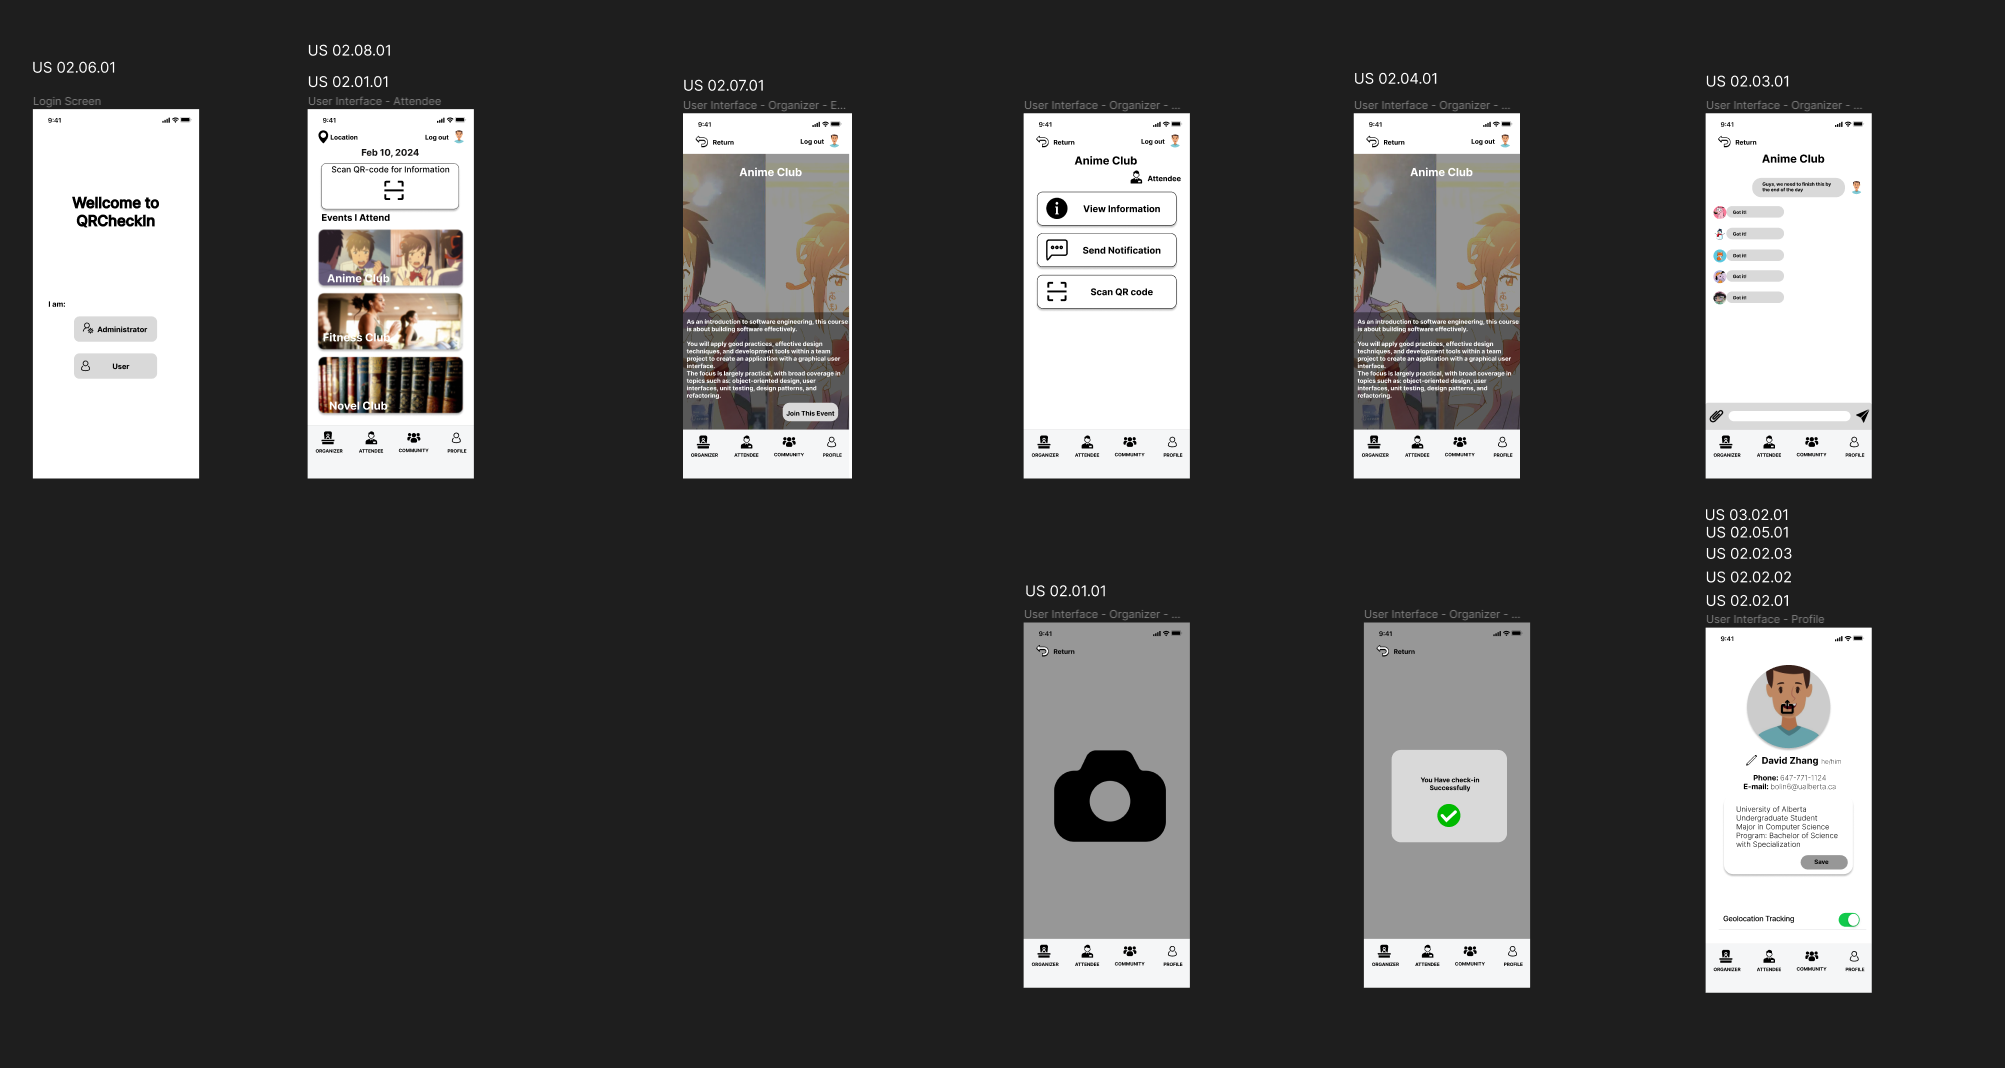 US 02.06.01
Login Screen
9:41
Wellcome to
QRCheckIn
I am:
Administrator
User
US 02.08.01
US 02.01.01
User Interface - Attendee
9:41
Location
Log out
Feb 10, 2024
Scan QR-code for Information
Events I Attend
Anime Club
Fitness Club
Novel Club
ORGANIZER
ATTENDEE
COMMUNITY
PROFILE
US 02.07.01
User Interface - Organizer - E...
9:41
Return
Log out
Anime Club
As an introduction to software engineering, this course
is about building software effectively.
You will apply good practices, effective design
techniques, and development tools within a team
project to create an application with a graphical user
interface.
The focus is largely practical, with broad coverage in
topics such as: object-oriented design, user
interfaces, unit testing, design patterns, and
refactoring.
Join This Event
ORGANIZER
ATTENDEE
COMMUNITY
PROFILE
User Interface - Organizer - ...
9:41
Return
Log out
Anime Club
Attendee
View Information
Send Notification
Scan QR code
ORGANIZER
ATTENDEE
COMMUNITY
PROFILE
US 02.04.01
User Interface - Organizer - ...
9:41
Return
Log out
Anime Club
As an introduction to software engineering, this course
is about building software effectively.
You will apply good practices, effective design
techniques, and development tools within a team
project to create an application with a graphical user
interface.
The focus is largely practical, with broad coverage in
topics such as: object-oriented design, user
interfaces, unit testing, design patterns, and
refactoring.
ORGANIZER
ATTENDEE
COMMUNITY
PROFILE
US 02.03.01
User Interface - Organizer - ...
9:41
Return
Anime Club
Guys, we need to finish this by
the end of the day
Got it!
Got it!
Got it!
Got it!
Got it!
ORGANIZER
ATTENDEE
COMMUNITY
PROFILE
US 02.01.01
User Interface - Organizer - ...
9:41
Return
ORGANIZER
ATTENDEE
COMMUNITY
PROFILE
User Interface - Organizer - ...
9:41
Return
You Have check-in
Successfully
ORGANIZER
ATTENDEE
COMMUNITY
PROFILE
US 03.02.01
US 02.05.01
US 02.02.03
US 02.02.02
US 02.02.01
User Interface - Profile
9:41
David Zhang he/him
Phone: 647-771-1124
E-mail: bolin6@ualberta.ca
University of Alberta
Undergraduate Student
Major in Computer Science
Program: Bachelor of Science
with Specialization
Save
Geolocation Tracking
ORGANIZER
ATTENDEE
COMMUNITY
PROFILE